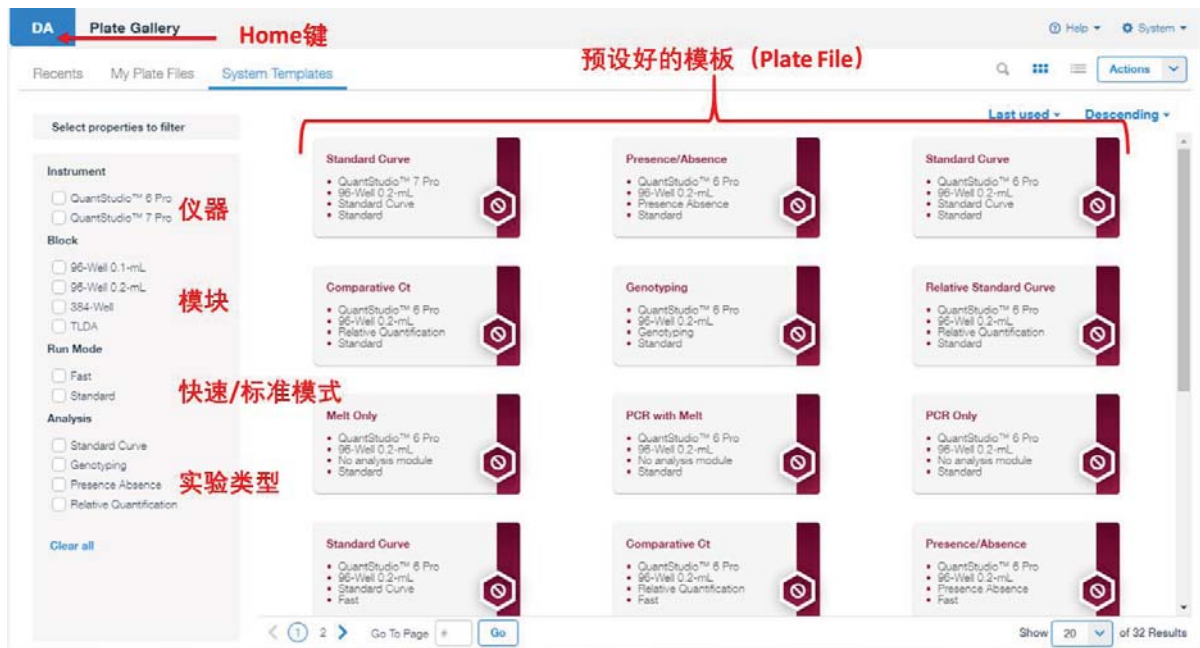 DA Plate Gallery Home键 Help System
预设好的模板（Plate File）
Recents My Plate Files System Templates Actions
Last used Descending
Select properties to filter
Instrument
QuantStudio™ 6 Pro
QuantStudio™ 7 Pro
仪器
Block
96-Well 0.1-mL
96-Well 0.2-mL
384-Well
TLDA
模块
Run Mode
Fast
Standard
快速/标准模式
Analysis
Standard Curve
Genotyping
Presence Absence
Relative Quantification
实验类型
Clear all
Standard Curve
• QuantStudio™ 7 Pro
• 96-Well 0.2-mL
• Standard Curve
• Standard
Presence/Absence
• QuantStudio™ 6 Pro
• 96-Well 0.2-mL
• Presence Absence
• Standard
Standard Curve
• QuantStudio™ 6 Pro
• 96-Well 0.2-mL
• Standard Curve
• Standard
Comparative Ct
• QuantStudio™ 6 Pro
• 96-Well 0.2-mL
• Relative Quantification
• Standard
Genotyping
• QuantStudio™ 6 Pro
• 96-Well 0.2-mL
• Genotyping
• Standard
Relative Standard Curve
• QuantStudio™ 6 Pro
• 96-Well 0.2-mL
• Relative Quantification
• Standard
Melt Only
• QuantStudio™ 6 Pro
• 96-Well 0.2-mL
• No analysis module
• Standard
PCR with Melt
• QuantStudio™ 6 Pro
• 96-Well 0.2-mL
• No analysis module
• Standard
PCR Only
• QuantStudio™ 6 Pro
• 96-Well 0.2-mL
• No analysis module
• Standard
Standard Curve
• QuantStudio™ 6 Pro
• 96-Well 0.2-mL
• Standard Curve
• Fast
Comparative Ct
• QuantStudio™ 6 Pro
• 96-Well 0.2-mL
• Relative Quantification
• Fast
Presence/Absence
• QuantStudio™ 6 Pro
• 96-Well 0.2-mL
• Presence Absence
• Fast
1 2 Go To Page # Go Show 20 of 32 Results